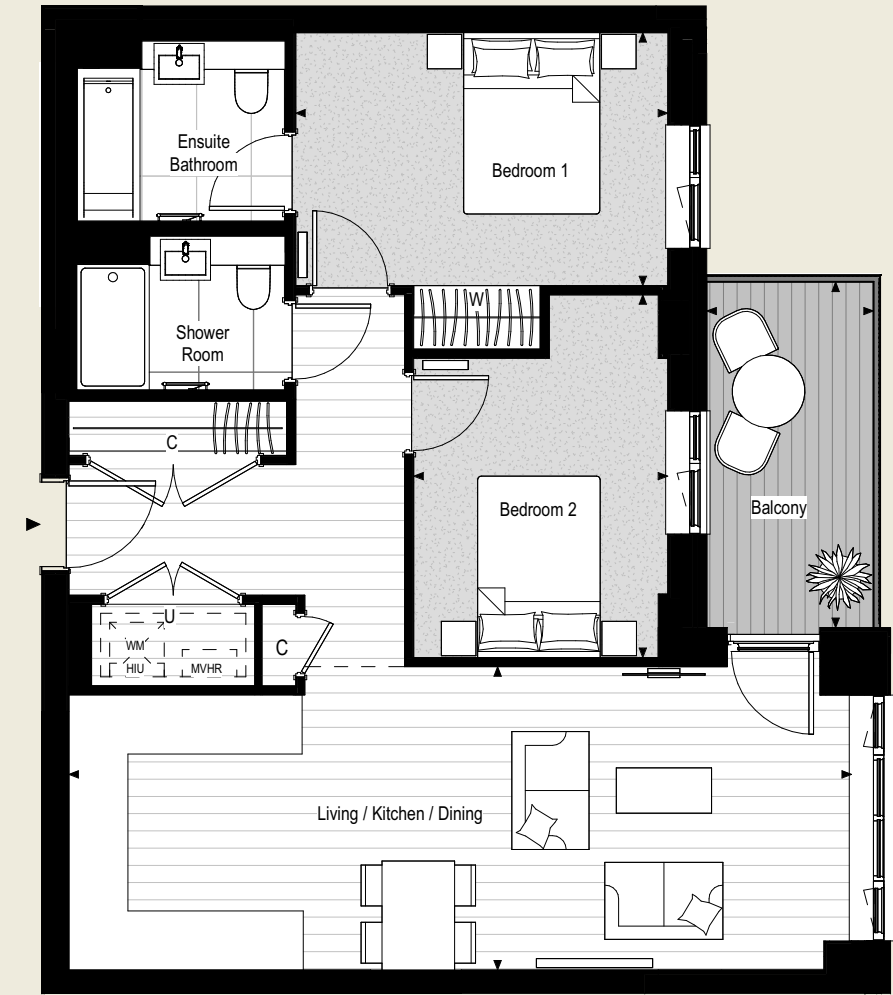 Ensuite
Bathroom
Bedroom 1
W
Shower
Room
C
Bedroom 2
Balcony
U
WM
HIU
MVHR
C
Living / Kitchen / Dining